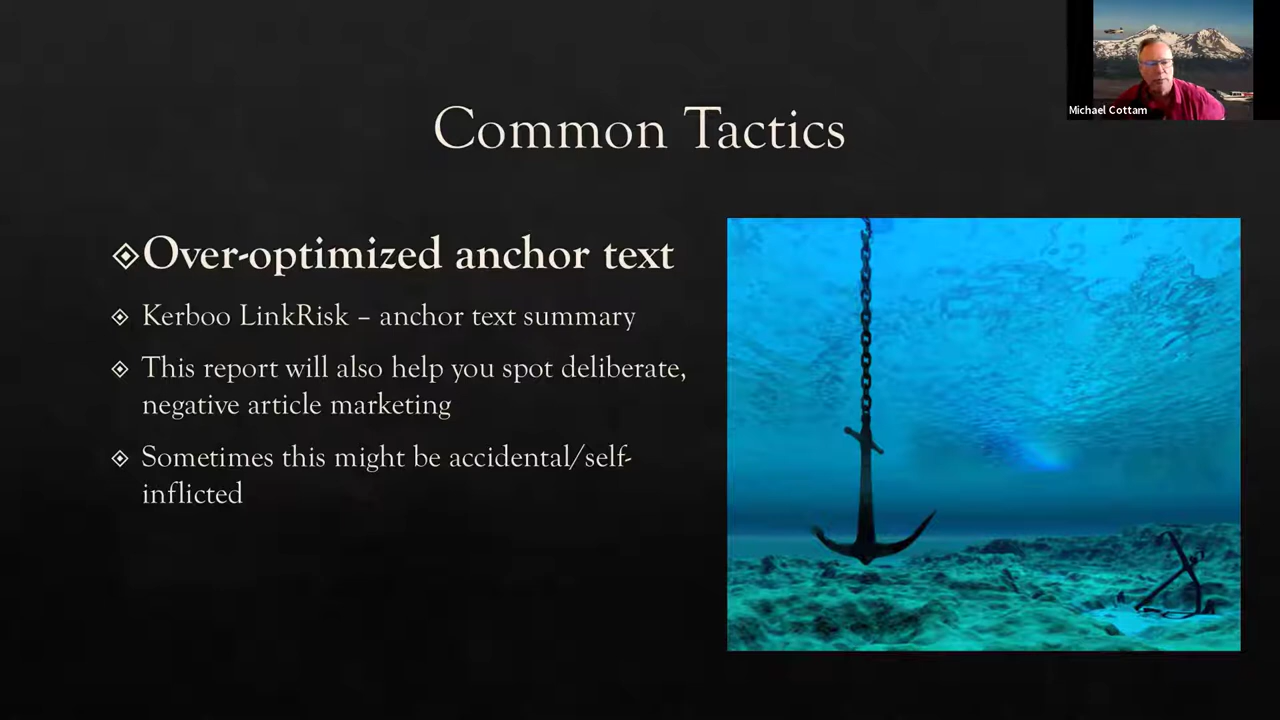 Michael Cottam
Common Tactics
Over-optimized anchor text
Kerboo LinkRisk – anchor text summary
This report will also help you spot deliberate,
negative article marketing
Sometimes this might be accidental/self-
inflicted